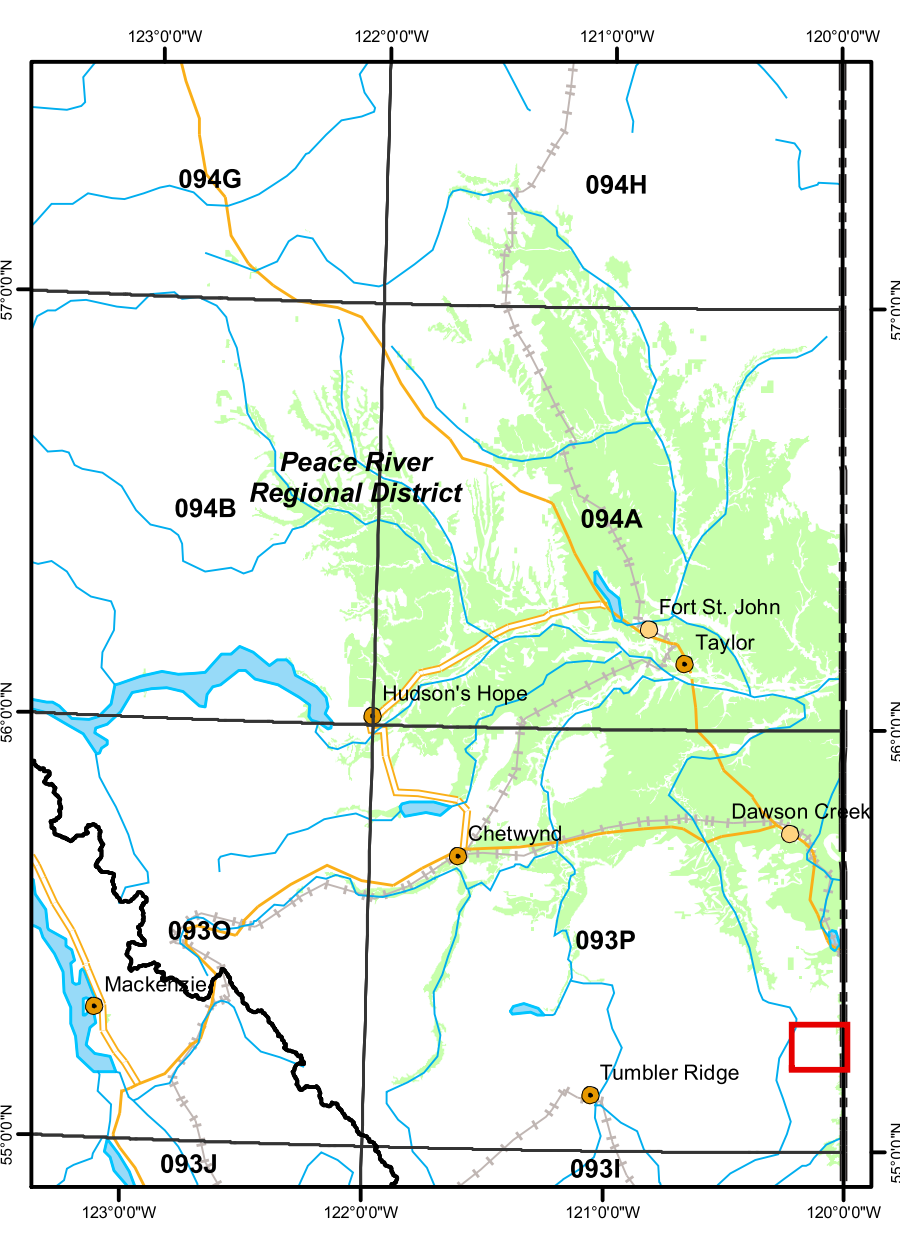 123°0'0"W
122°0'0"W
121°0'0"W
120°0'0"W
094G
094H
57°0'0"N
57°0'0"N
Peace River
Regional District
094B
094A
Fort St. John
Taylor
Hudson's Hope
56°0'0"N
56°0'0"N
Dawson Creek
Chetwynd
093O
093P
Mackenzie
Tumbler Ridge
55°0'0"N
55°0'0"N
093J
093I
123°0'0"W
122°0'0"W
121°0'0"W
120°0'0"W